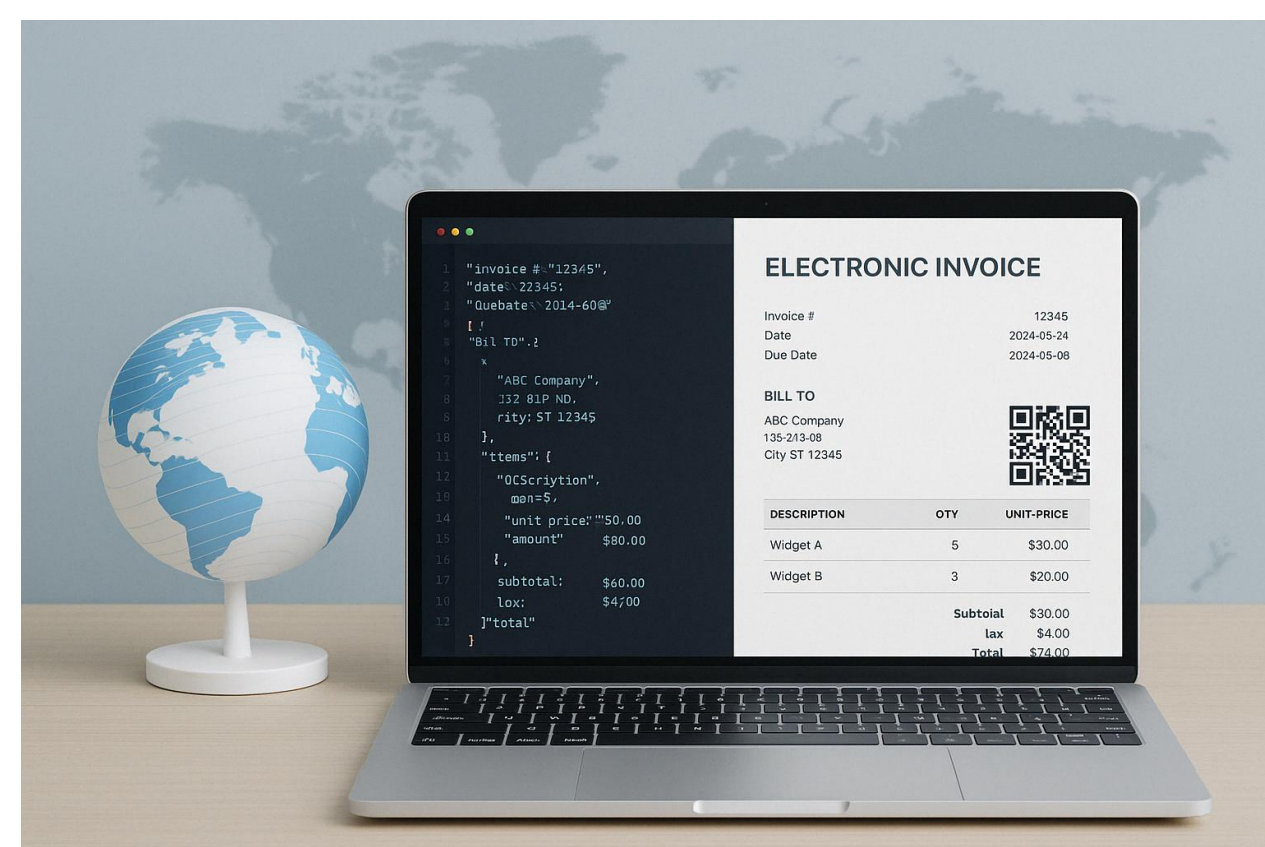 "invoice # "12345",
"date 22345:
"Quebate 2014-60@"
"Bil TD".
"ABC Company",
132 81P ND,
rity; ST 12345
},
"ttems": {
"OCScriytion",
"unit price:" "50.00
"amount" $80.00
subtotal: $60.00
lox: $4,00
]"total"
}
ELECTRONIC INVOICE
Invoice # 12345
Date 2024-05-24
Due Date 2024-05-08
BILL TO
ABC Company
135-2/13-08
City ST 12345
DESCRIPTION OTY UNIT-PRICE
Widget A 5 $30.00
Widget B 3 $20.00
Subtoial $30.00
lax $4.00
Total $74.00